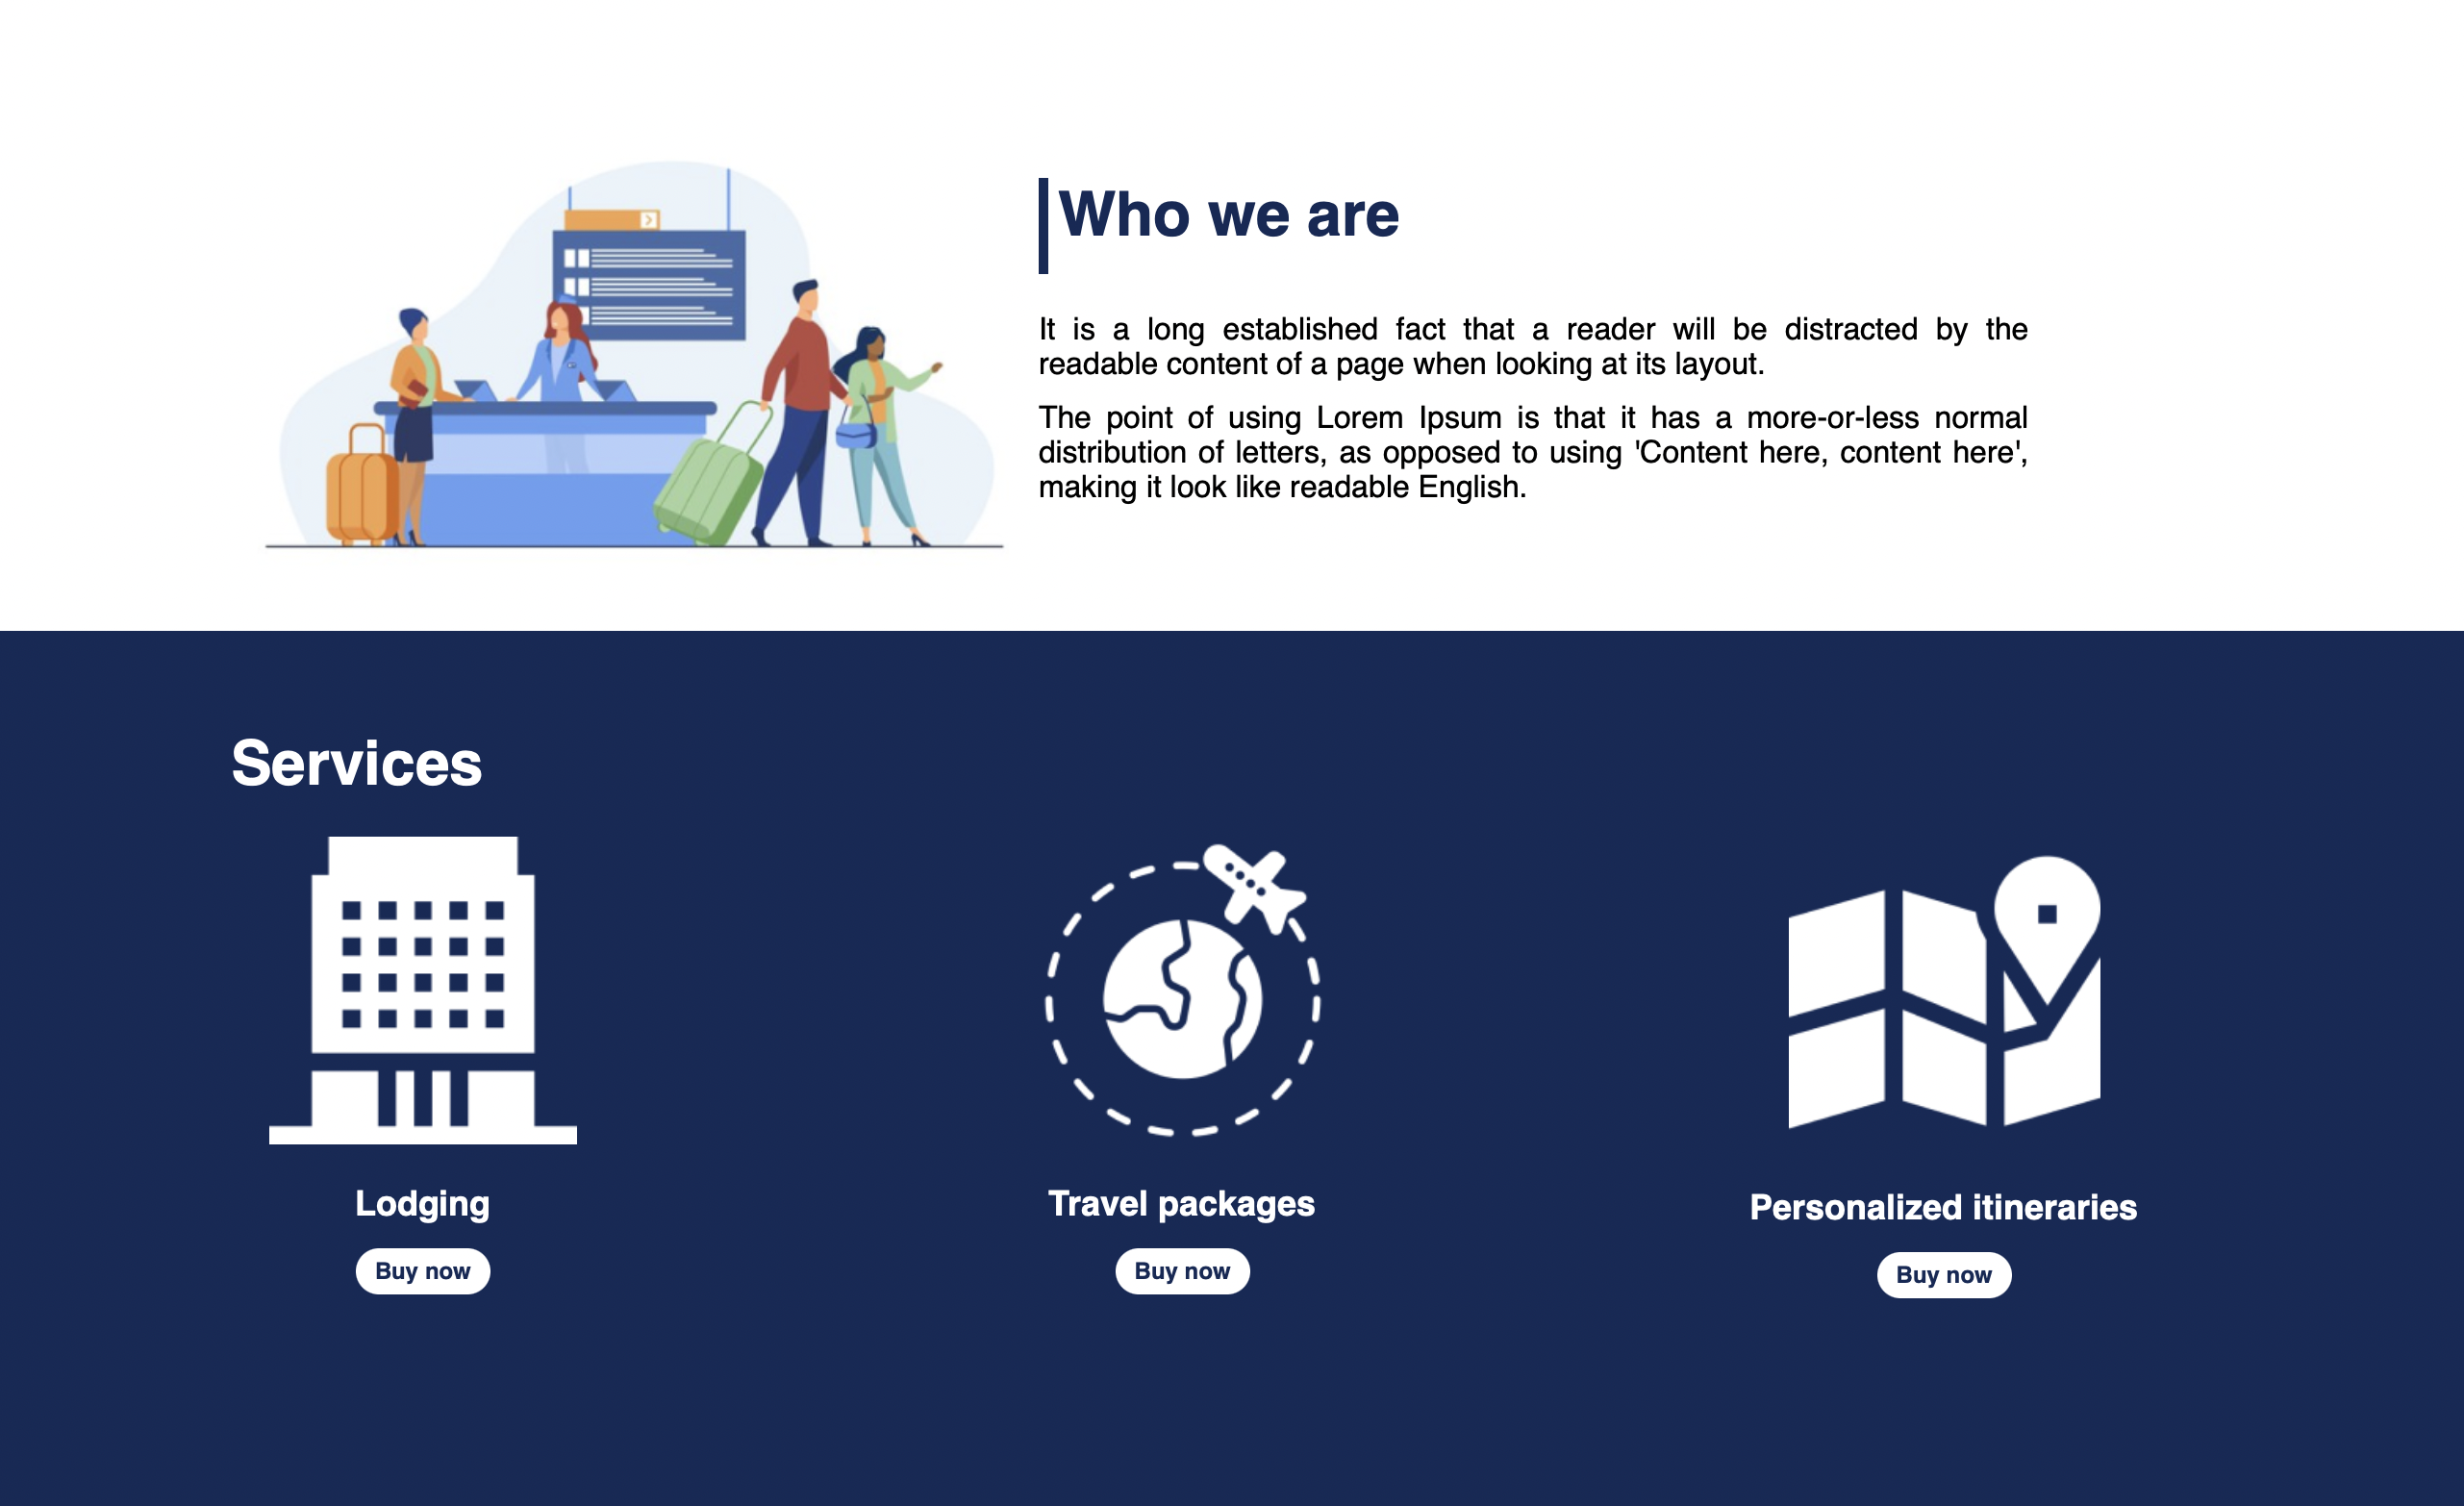 Who we are
It is a long established fact that a reader will be distracted by the
readable content of a page when looking at its layout.
The point of using Lorem Ipsum is that it has a more-or-less normal
distribution of letters, as opposed to using 'Content here, content here',
making it look like readable English.
Services
Lodging
Buy now
Travel packages
Buy now
Personalized itineraries
Buy now